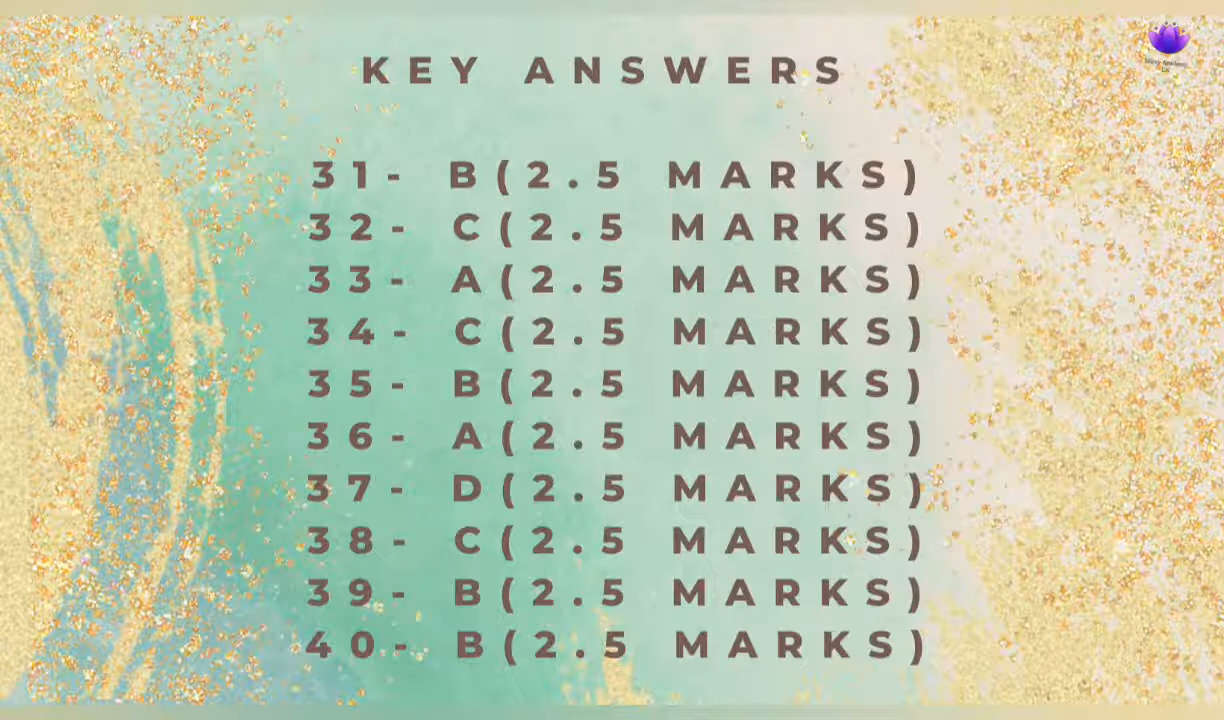 KEY ANSWERS
31- B(2.5 MARKS)
32- C(2.5 MARKS)
33- A(2.5 MARKS)
34- C(2.5 MARKS)
35- B(2.5 MARKS)
36- A(2.5 MARKS)
37- D(2.5 MARKS)
38- C(2.5 MARKS)
39- B(2.5 MARKS)
40- B(2.5 MARKS)